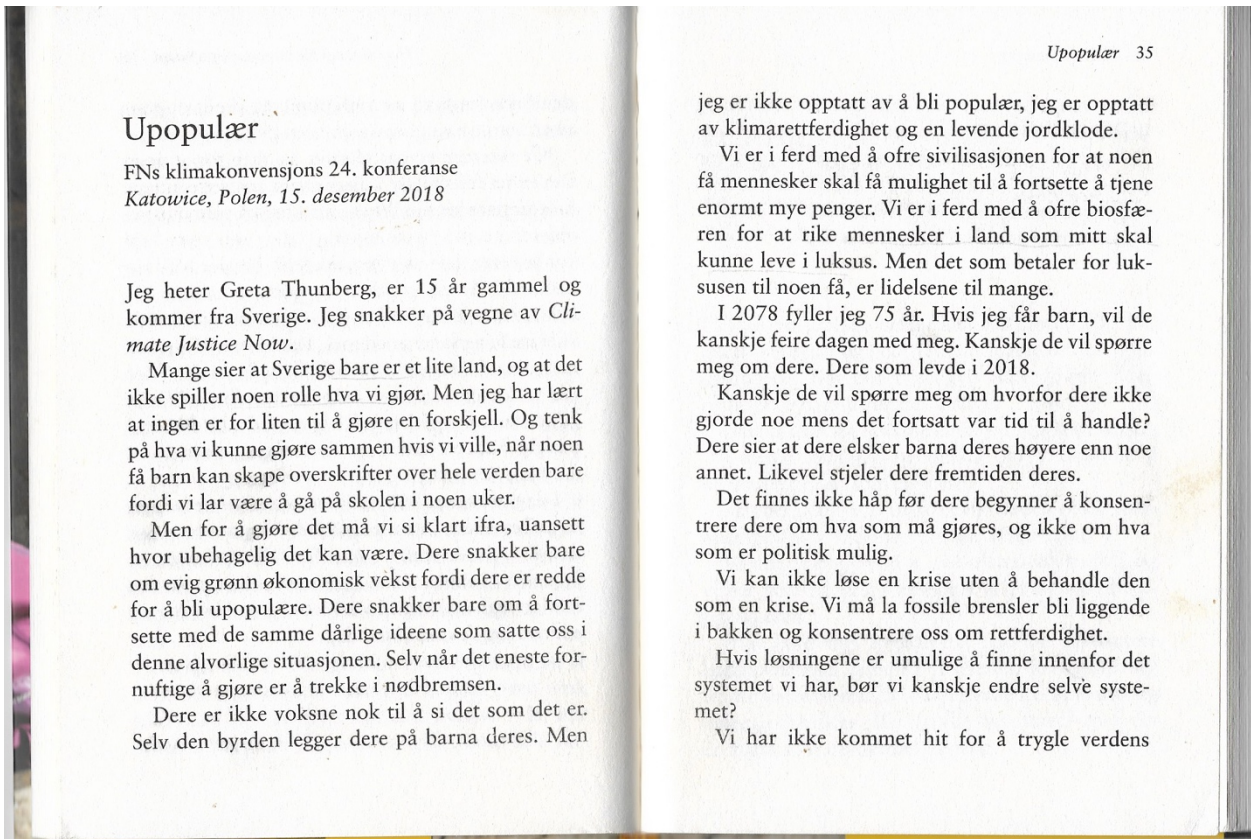 Upopulær
FNs klimakonvensjons 24. konferanse
Katowice, Polen, 15. desember 2018
Jeg heter Greta Thunberg, er 15 år gammel og
kommer fra Sverige. Jeg snakker på vegne av Cli-
mate Justice Now.
Mange sier at Sverige bare er et lite land, og at det
ikke spiller noen rolle hva vi gjør. Men jeg har lært
at ingen er for liten til å gjøre en forskjell. Og tenk
på hva vi kunne gjøre sammen hvis vi ville, når noen
få barn kan skape overskrifter over hele verden bare
fordi vi lar være å gå på skolen i noen uker.
Men for å gjøre det må vi si klart ifra, uansett
hvor ubehagelig det kan være. Dere snakker bare
om evig grønn økonomisk vekst fordi dere er redde
for å bli upopulære. Dere snakker bare om å fort-
sette med de samme dårlige ideene som satte oss i
denne alvorlige situasjonen. Selv når det eneste for-
nuftige å gjøre er å trekke i nødbremsen.
Dere er ikke voksne nok til å si det som det er.
Selv den byrden legger dere på barna deres. Men
Upopulær 35
jeg er ikke opptatt av å bli populær, jeg er opptatt
av klimarettferdighet og en levende jordklode.
Vi er i ferd med å ofre sivilisasjonen for at noen
få mennesker skal få mulighet til å fortsette å tjene
enormt mye penger. Vi er i ferd med å ofre biosfæ-
ren for at rike mennesker i land som mitt skal
kunne leve i luksus. Men det som betaler for luk-
susen til noen få, er lidelsene til mange.
I 2078 fyller jeg 75 år. Hvis jeg får barn, vil de
kanskje feire dagen med meg. Kanskje de vil spørre
meg om dere. Dere som levde i 2018.
Kanskje de vil spørre meg om hvorfor dere ikke
gjorde noe mens det fortsatt var tid til å handle?
Dere sier at dere elsker barna deres høyere enn noe
annet. Likevel stjeler dere fremtiden deres.
Det finnes ikke håp før dere begynner å konsen-
trere dere om hva som må gjøres, og ikke om hva
som er politisk mulig.
Vi kan ikke løse en krise uten å behandle den
som en krise. Vi må la fossile brensler bli liggende
i bakken og konsentrere oss om rettferdighet.
Hvis løsningene er umulige å finne innenfor det
systemet vi har, bør vi kanskje endre selve syste-
met?
Vi har ikke kommet hit for å trygle verdens